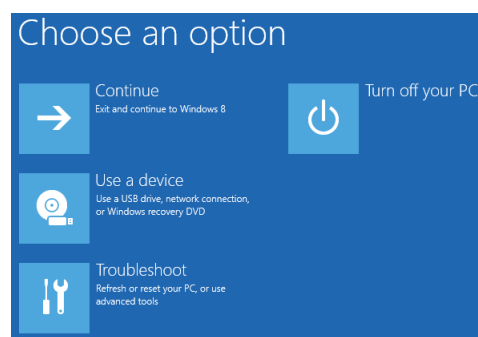 Choose an option
Continue
Exit and continue to Windows 8
Turn off your PC
Use a device
Use a USB drive, network connection,
or Windows recovery DVD
Troubleshoot
Refresh or reset your PC, or use
advanced tools